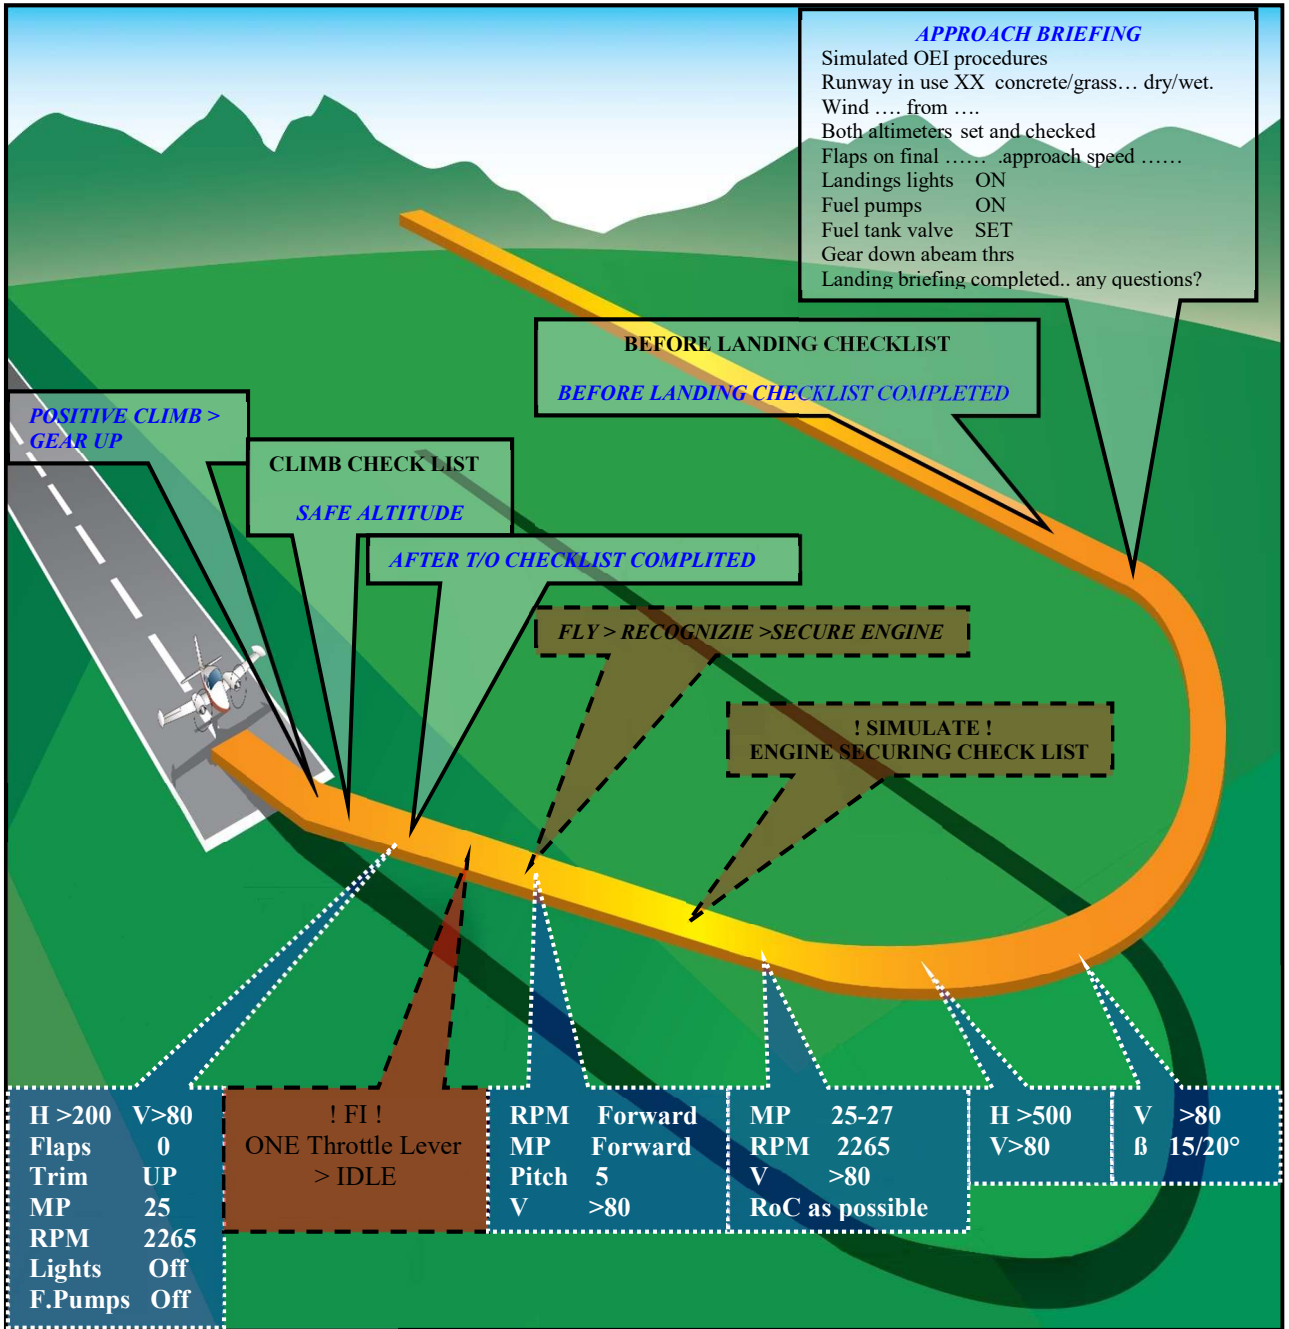 APPROACH BRIEFING
Simulated OEI procedures
Runway in use XX concrete/grass… dry/wet.
Wind …. from ….
Both altimeters set and checked
Flaps on final …… .approach speed ……
Landings lights ON
Fuel pumps ON
Fuel tank valve SET
Gear down abeam thrs
Landing briefing completed.. any questions?
BEFORE LANDING CHECKLIST
BEFORE LANDING CHECKLIST COMPLETED
POSITIVE CLIMB >
GEAR UP
CLIMB CHECK LIST
SAFE ALTITUDE
AFTER T/O CHECKLIST COMPLITED
FLY > RECOGNIZIE >SECURE ENGINE
! SIMULATE !
ENGINE SECURING CHECK LIST
H >200 V>80
Flaps 0
Trim UP
MP 25
RPM 2265
Lights Off
F.Pumps Off
! FI !
ONE Throttle Lever
> IDLE
RPM Forward
MP Forward
Pitch 5
V >80
MP 25-27
RPM 2265
V >80
RoC as possible
H >500
V>80
V >80
ß 15/20°